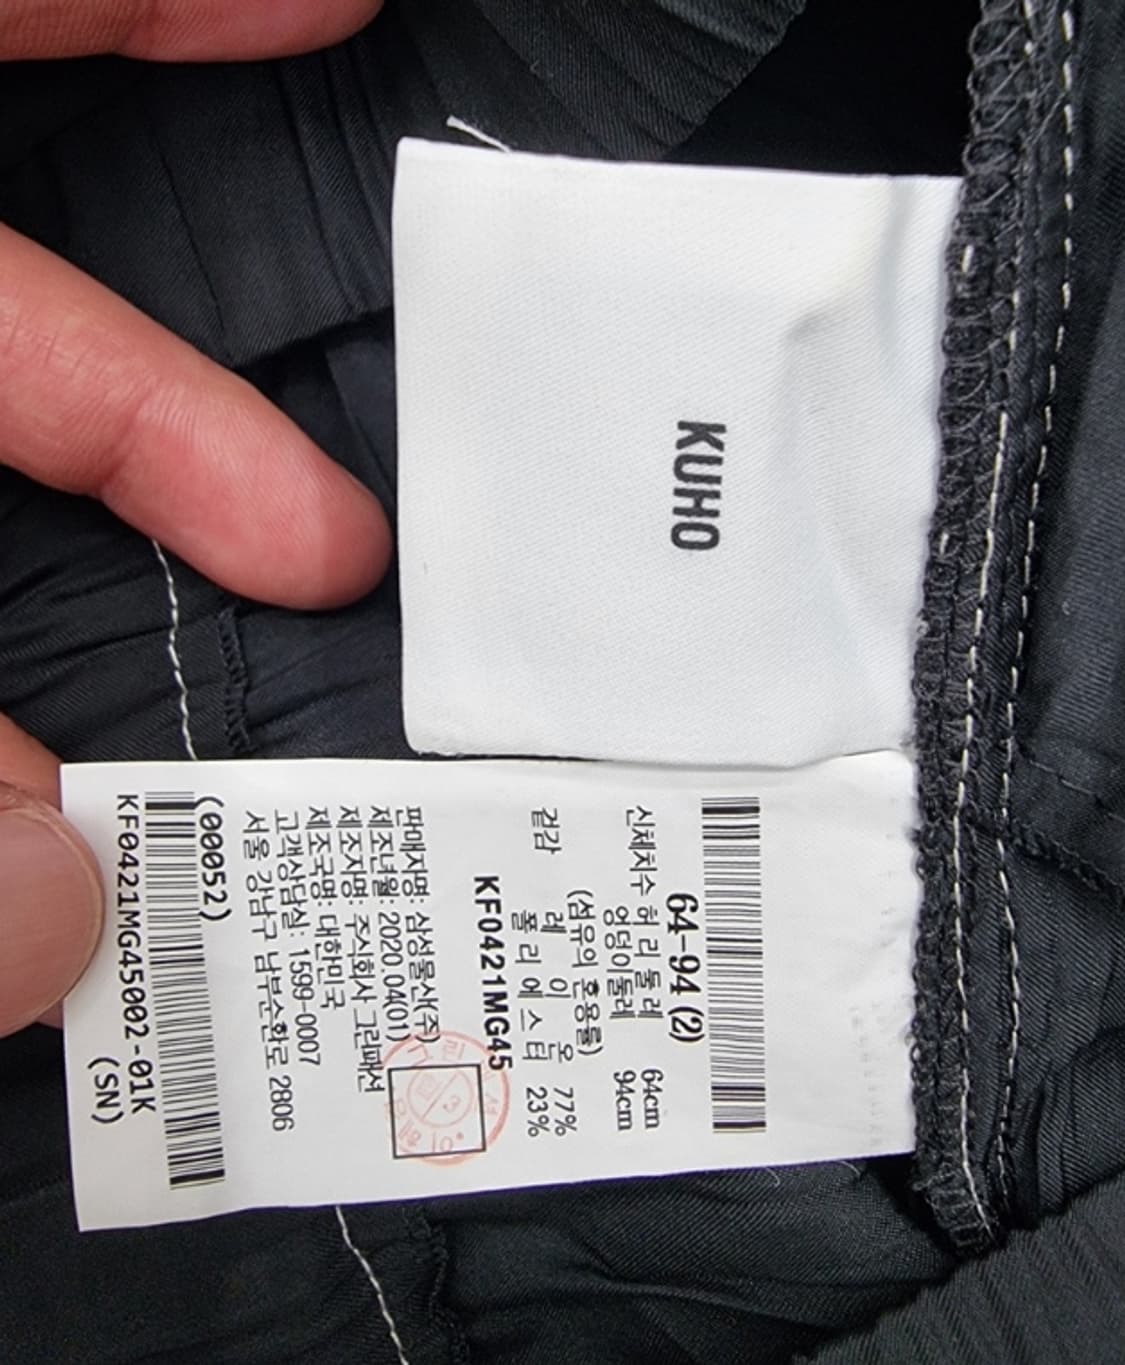 KUHO
64-94 (2)
신체치수 허리둘레 64cm
엉덩이둘레 94cm
(섬유의 혼용률)
겉감 레이온 77%
폴리에스터 23%
KF0421MG45
판매자명: 삼성물산(주)
제조년월: 2020.04(01)
제조자명: 주식회사 그린패션
제조국명: 대한민국
고객상담실: 1599-0007
서울 강남구 남부순환로 2806
(00052)
KF0421MG45002-01K
(SN)